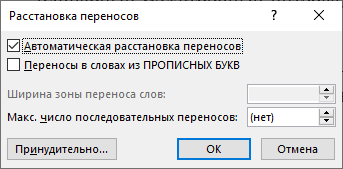 Расстановка переносов ? ×
Автоматическая расстановка переносов
Переносы в словах из ПРОПИСНЫХ БУКВ
Ширина зоны переноса слов:
Макс. число последовательных переносов: (нет)
Принудительно... ОК Отмена